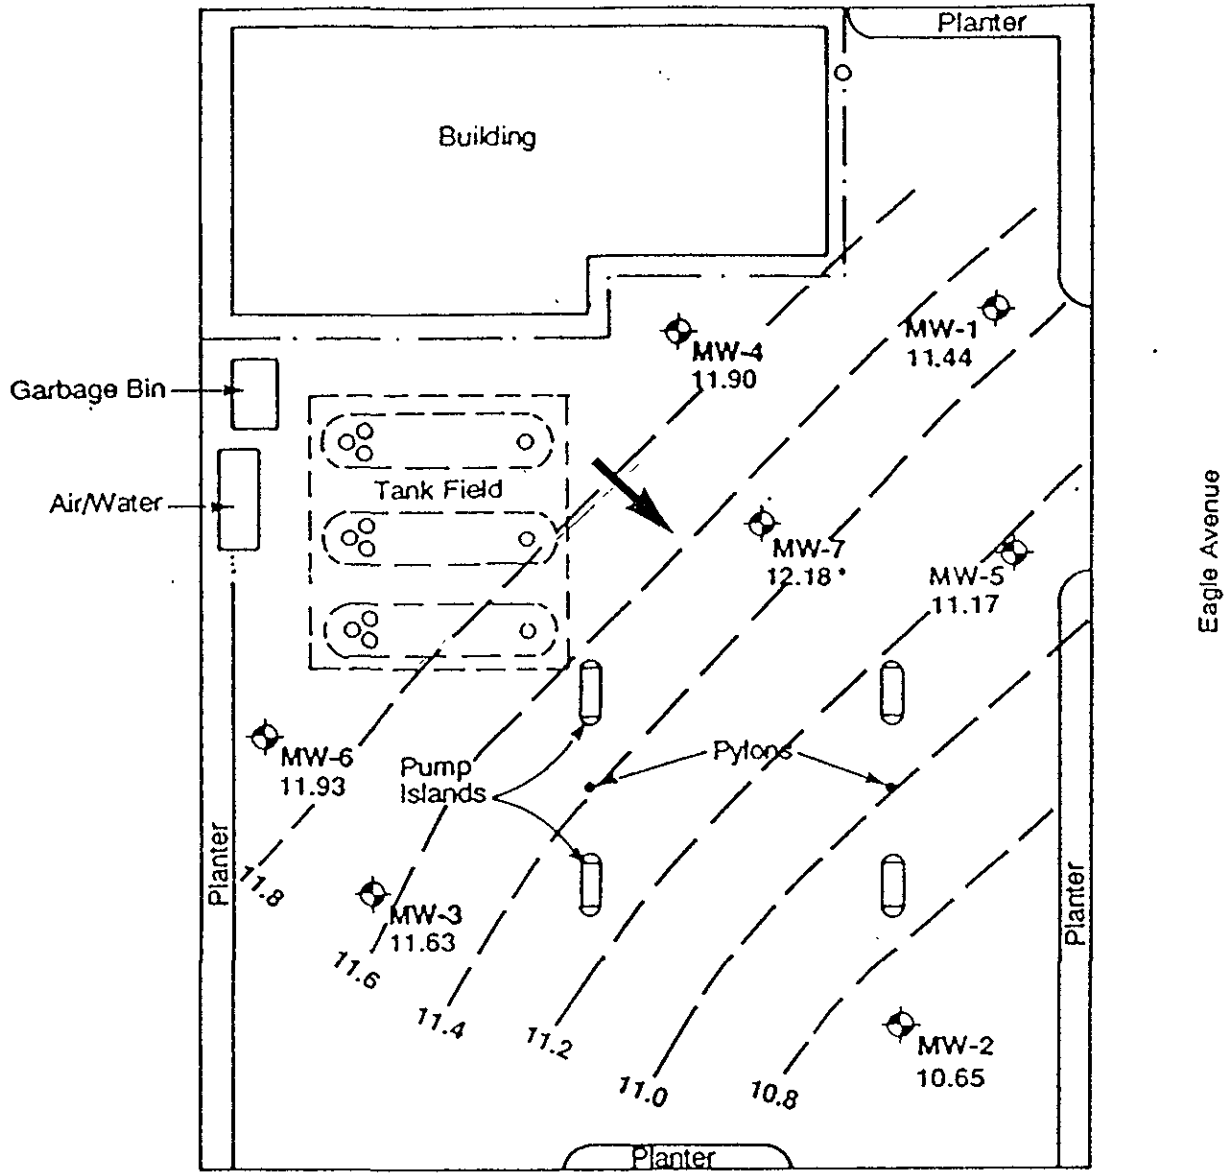 Planter
Building
MW-1
11.44
MW-4
11.90
Garbage Bin
Tank Field
Air/Water
MW-7
12.18*
MW-5
11.17
Eagle Avenue
MW-6
11.93
Pump
Islands
Pylons
Planter
11.8
MW-3
11.63
Planter
11.6
11.4
11.2
11.0
10.8
MW-2
10.65
Planter